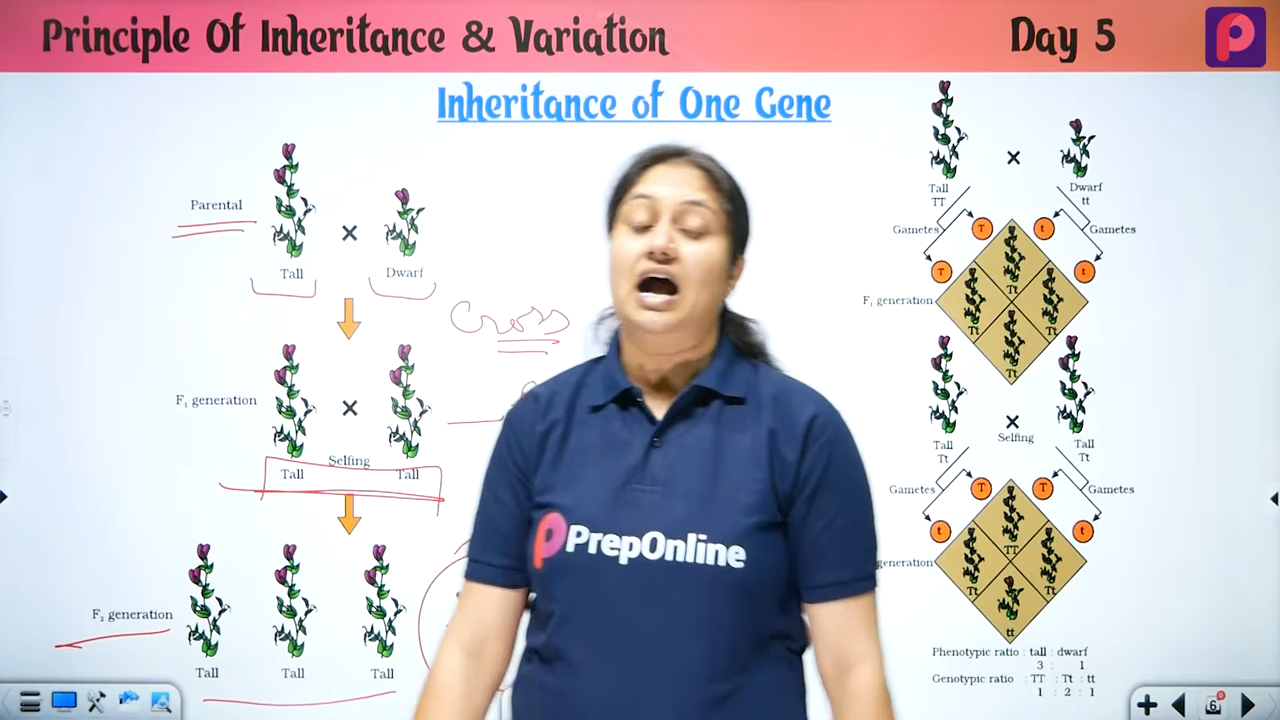 Principle Of Inheritance & Variation
Day 5
Inheritance of One Gene
Parental
×
Tall
Dwarf
Cross
F₁ generation
×
Selfing
Tall
Tall
F₂ generation
Tall
Tall
Tall
PrepOnline
×
Tall
TT
Dwarf
tt
Gametes
T
t
Gametes
T
t
Tt
F₁ generation
Tt
Tt
Tt
×
Selfing
Tall
Tt
Tall
Tt
Gametes
T
T
Gametes
t
t
TT
generation
Tt
Tt
tt
Phenotypic ratio : tall : dwarf
3 : 1
Genotypic ratio : TT : Tt : tt
1 : 2 : 1
6